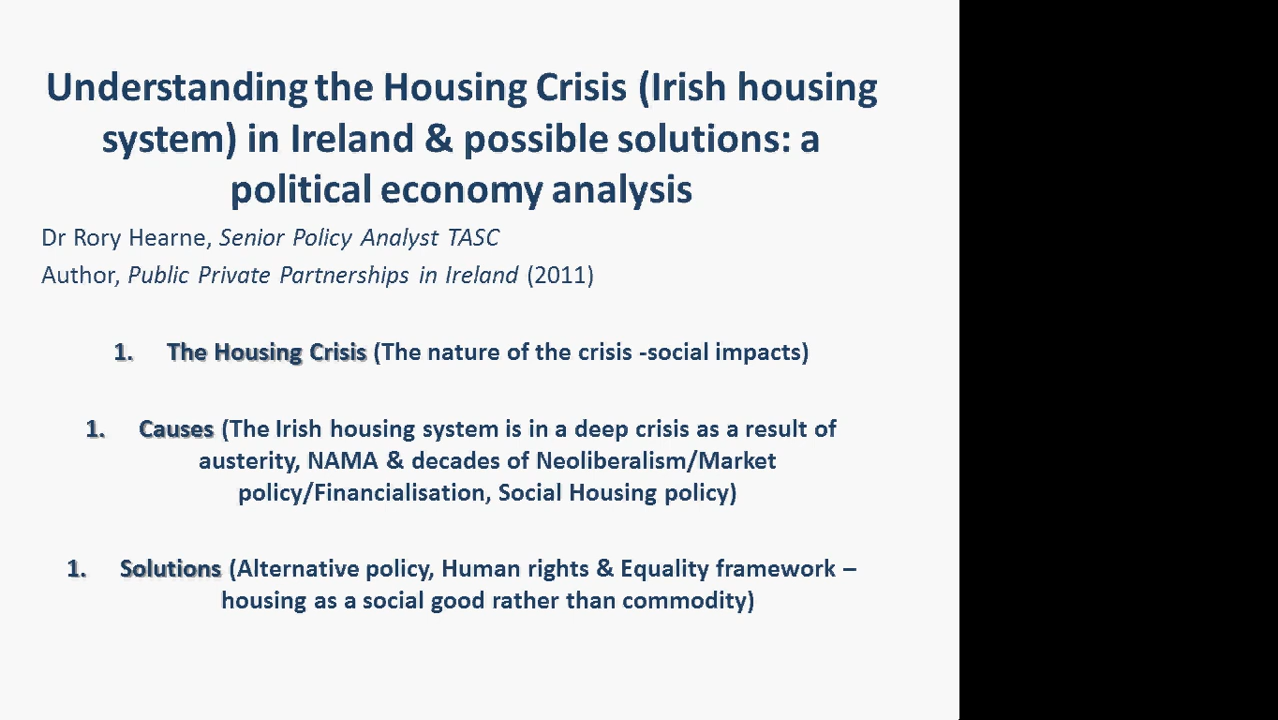 Understanding the Housing Crisis (Irish housing
system) in Ireland & possible solutions: a
political economy analysis
Dr Rory Hearne, Senior Policy Analyst TASC
Author, Public Private Partnerships in Ireland (2011)
1. The Housing Crisis (The nature of the crisis -social impacts)
1. Causes (The Irish housing system is in a deep crisis as a result of
austerity, NAMA & decades of Neoliberalism/Market
policy/Financialisation, Social Housing policy)
1. Solutions (Alternative policy, Human rights & Equality framework –
housing as a social good rather than commodity)